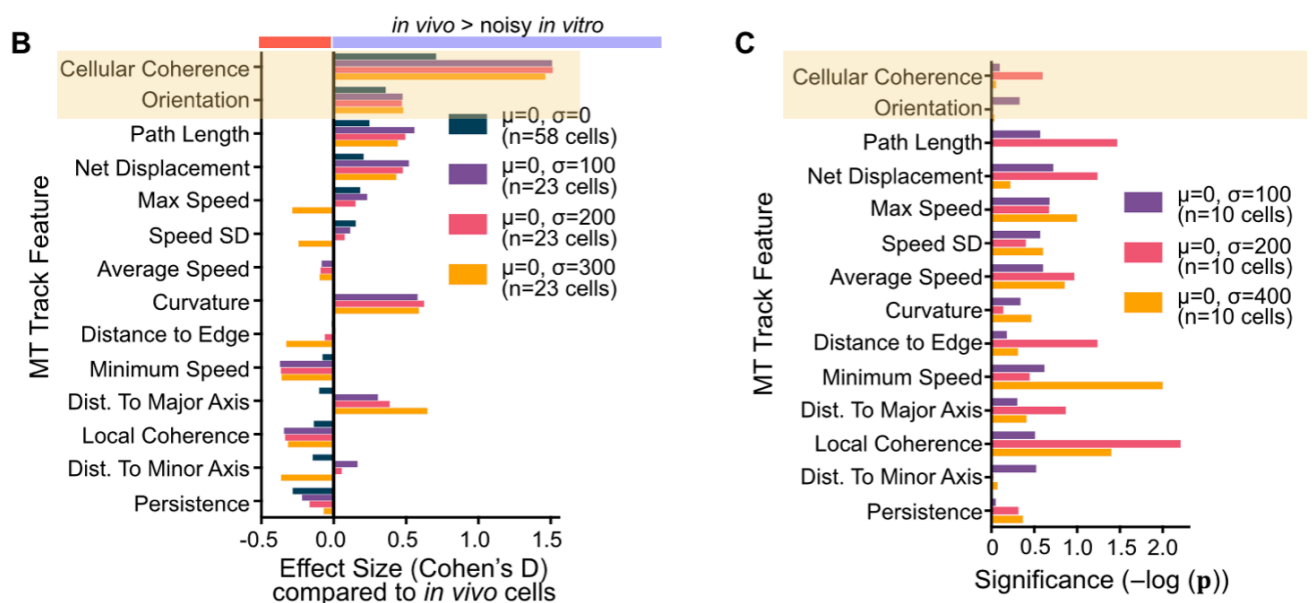 B
in vivo > noisy in vitro
MT Track Feature
Cellular Coherence
Orientation
Path Length
Net Displacement
Max Speed
Speed SD
Average Speed
Curvature
Distance to Edge
Minimum Speed
Dist. To Major Axis
Local Coherence
Dist. To Minor Axis
Persistence
μ=0, σ=0
(n=58 cells)
μ=0, σ=100
(n=23 cells)
μ=0, σ=200
(n=23 cells)
μ=0, σ=300
(n=23 cells)
-0.5 0.0 0.5 1.0 1.5
Effect Size (Cohen's D)
compared to in vivo cells
C
MT Track Feature
Cellular Coherence
Orientation
Path Length
Net Displacement
Max Speed
Speed SD
Average Speed
Curvature
Distance to Edge
Minimum Speed
Dist. To Major Axis
Local Coherence
Dist. To Minor Axis
Persistence
μ=0, σ=100
(n=10 cells)
μ=0, σ=200
(n=10 cells)
μ=0, σ=400
(n=10 cells)
0 0.5 1.0 1.5 2.0
Significance (–log (p))